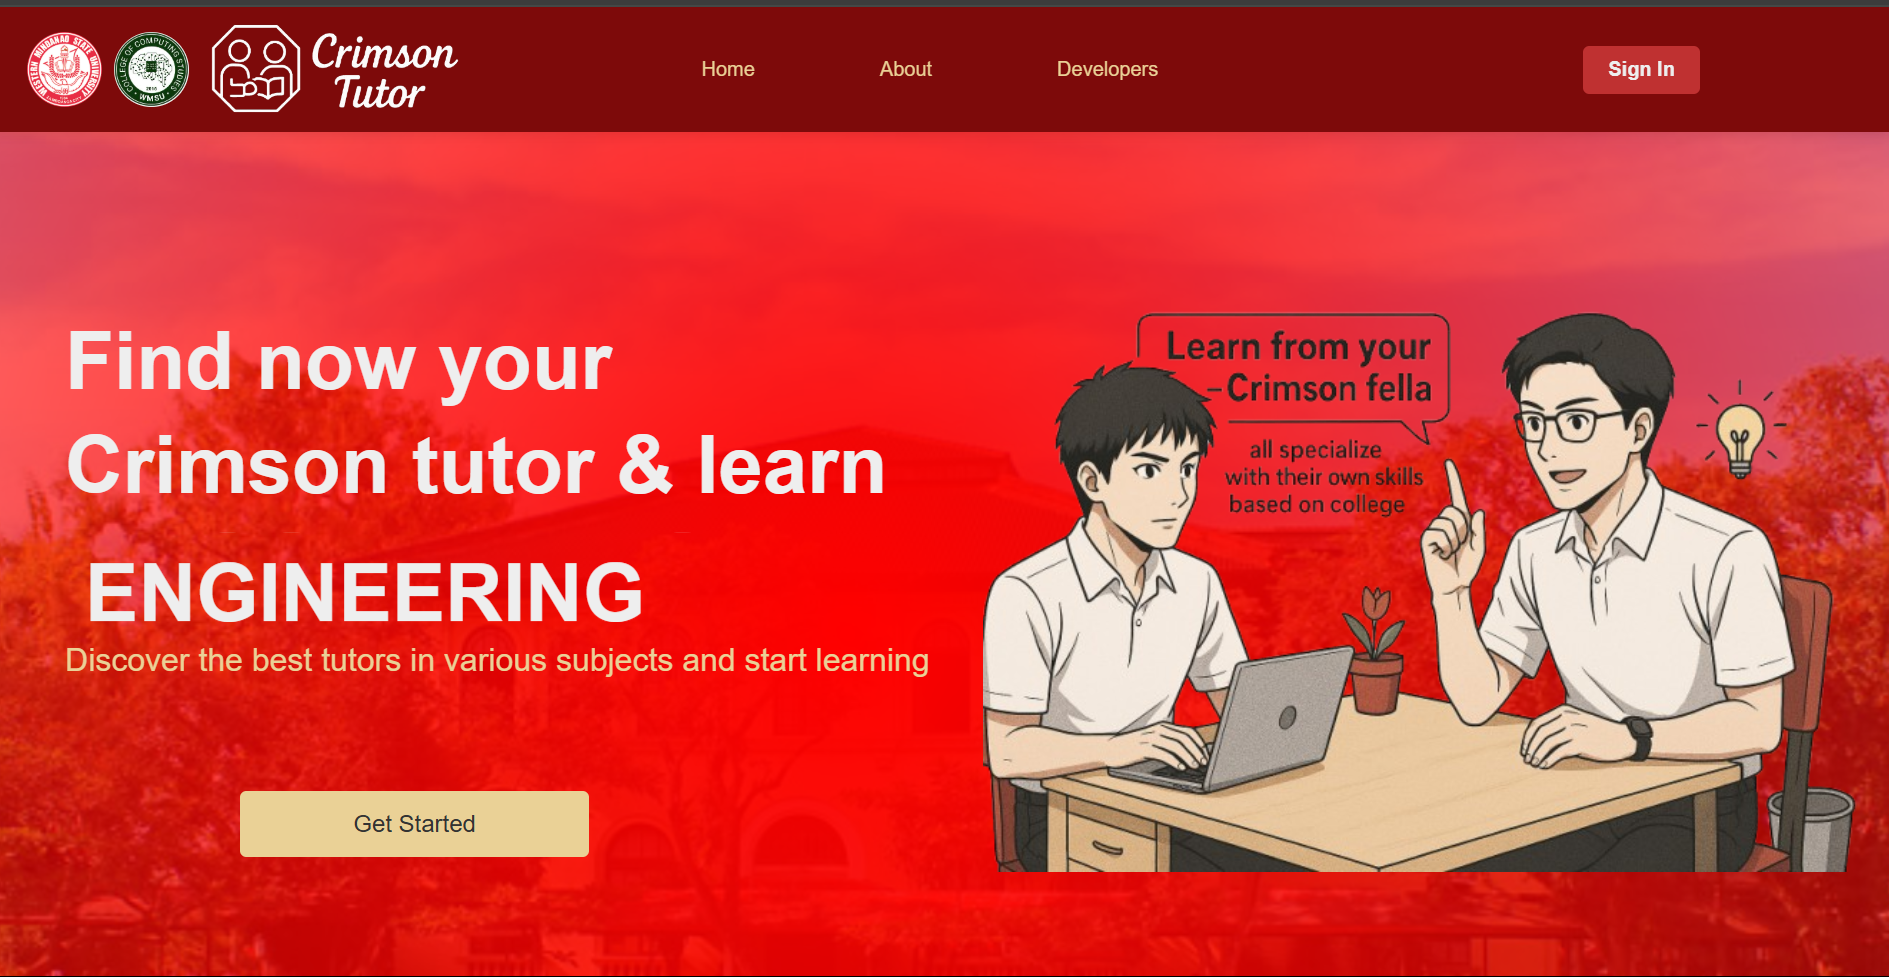 WESTERN MINDANAO STATE UNIVERSITY
COLLEGE OF COMPUTING STUDIES
WMSU
Crimson
Tutor
Home
About
Developers
Sign In
Find now your
Crimson tutor & learn
ENGINEERING
Discover the best tutors in various subjects and start learning
Get Started
Learn from your
–Crimson fella
all specialize
with their own skills
based on college